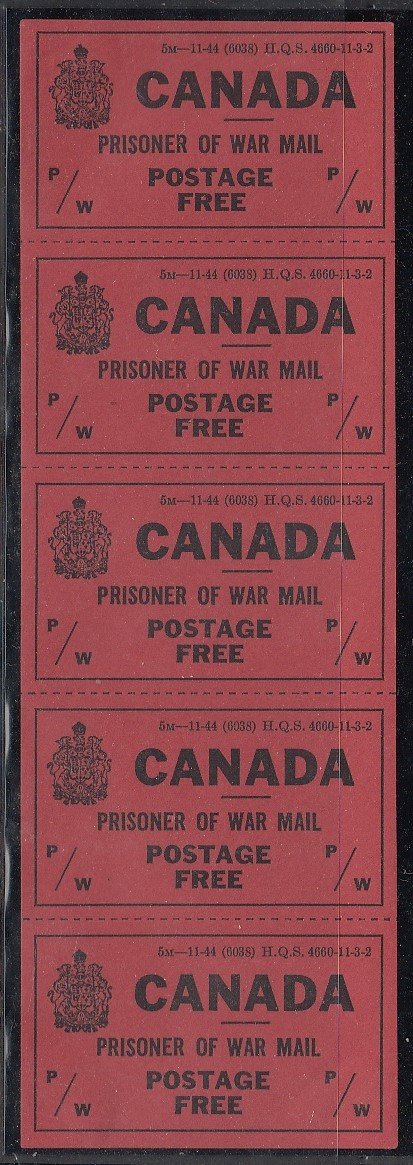 5M—11-44 (6038) H.Q.S. 4660-11-3-2
CANADA
PRISONER OF WAR MAIL
P/W POSTAGE P/W
FREE
5M—11-44 (6038) H.Q.S. 4660-11-3-2
CANADA
PRISONER OF WAR MAIL
P/W POSTAGE P/W
FREE
5M—11-44 (6038) H.Q.S. 4660-11-3-2
CANADA
PRISONER OF WAR MAIL
P/W POSTAGE P/W
FREE
5M—11-44 (6038) H.Q.S. 4660-11-3-2
CANADA
PRISONER OF WAR MAIL
P/W POSTAGE P/W
FREE
5M—11-44 (6038) H.Q.S. 4660-11-3-2
CANADA
PRISONER OF WAR MAIL
P/W POSTAGE P/W
FREE